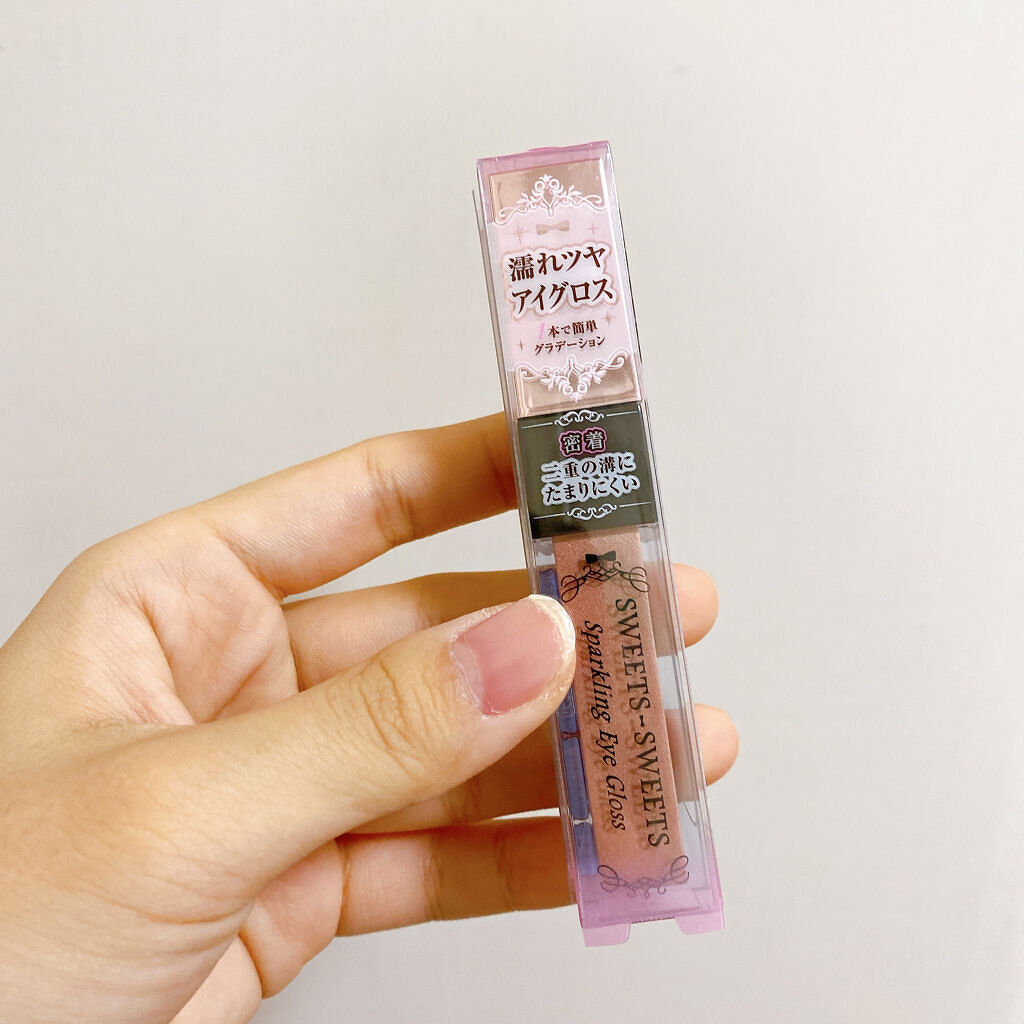 濡れツヤ
アイグロス
1本で簡単
グラデーション
密着
二重の溝に
たまりにくい
SWEETS-SWEETS
Sparkling Eye Gloss